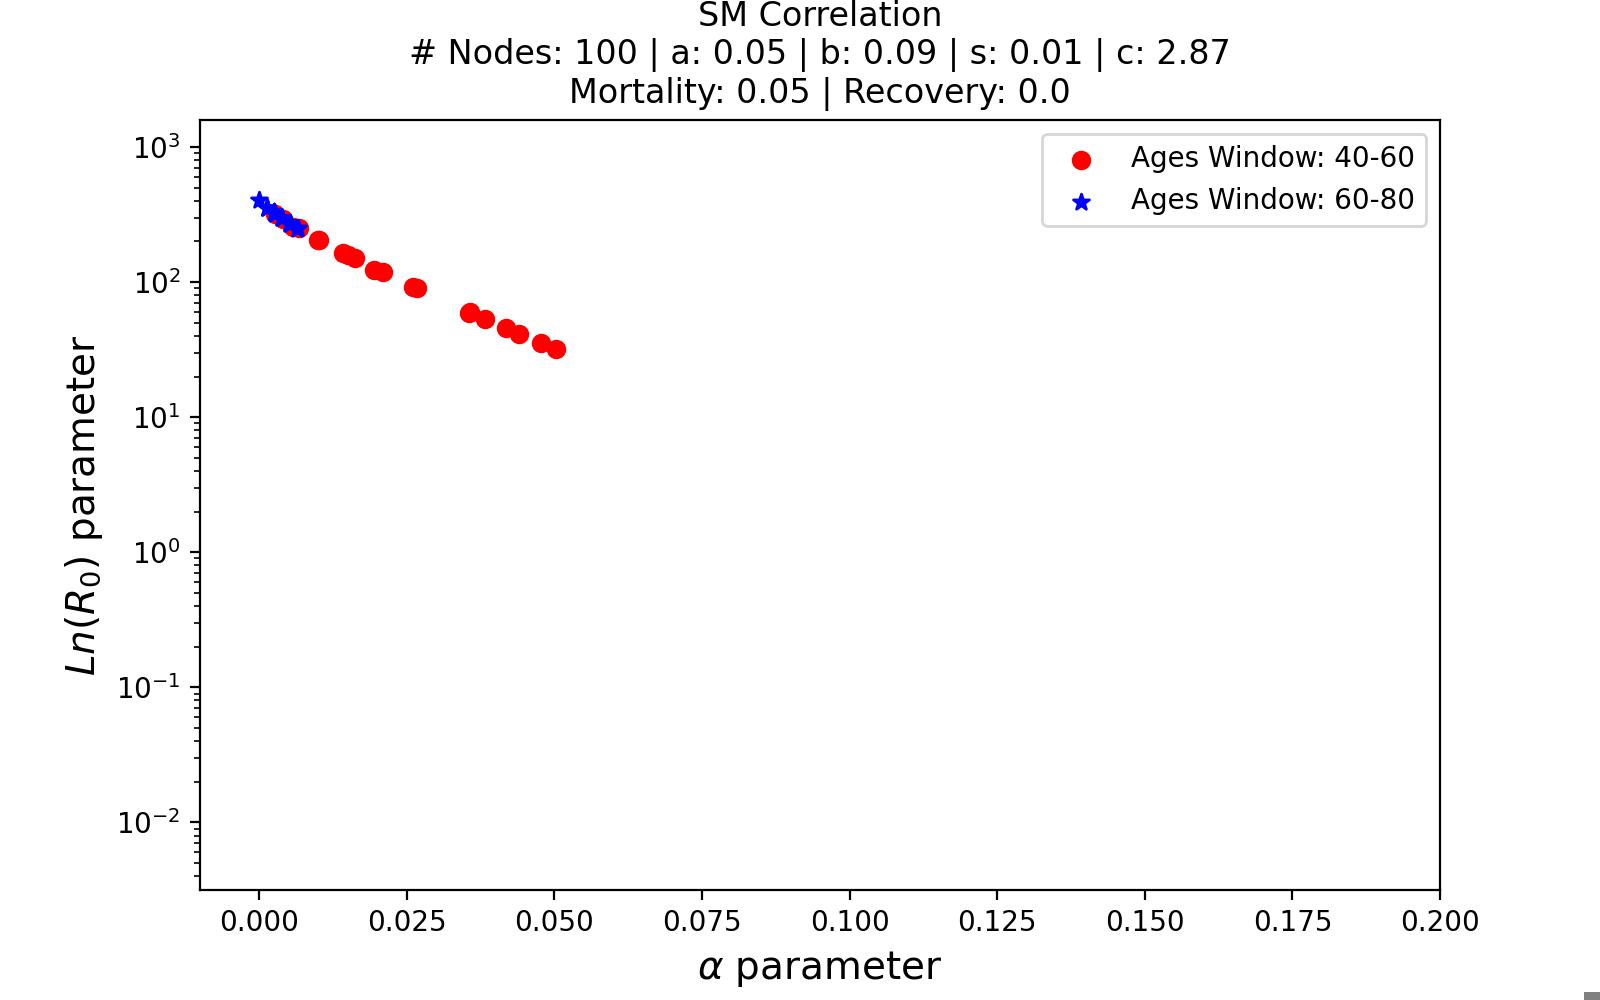 SM Correlation
# Nodes: 100 | a: 0.05 | b: 0.09 | s: 0.01 | c: 2.87
Mortality: 0.05 | Recovery: 0.0
Ages Window: 40-60
Ages Window: 60-80
10³
10²
10¹
10⁰
10⁻¹
10⁻²
Ln(R₀) parameter
0.000 0.025 0.050 0.075 0.100 0.125 0.150 0.175 0.200
α parameter